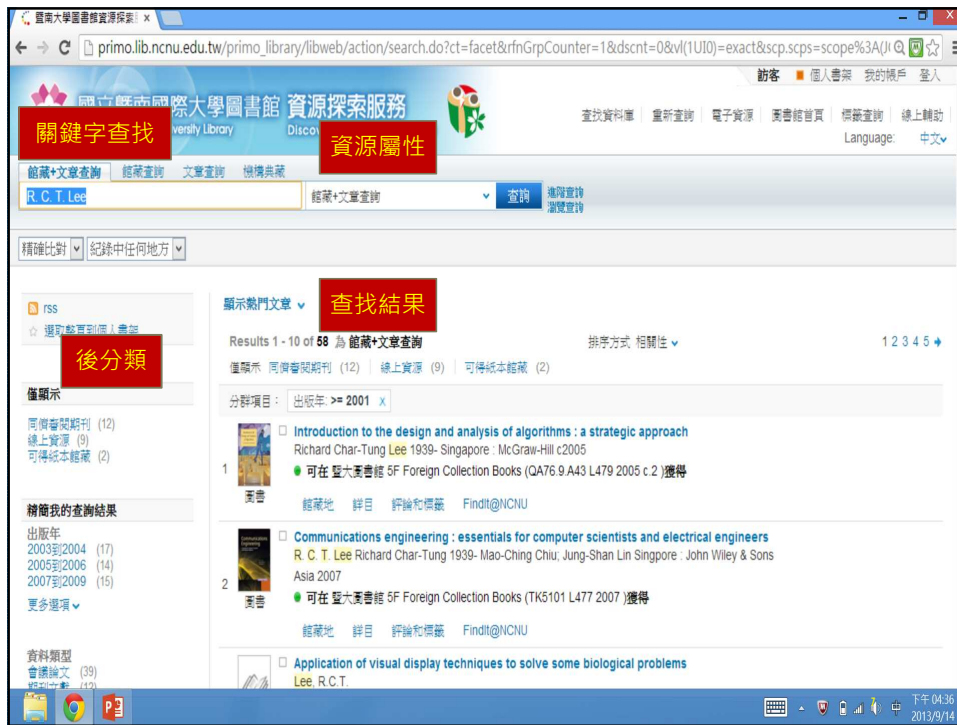 暨南大學圖書館資源探索
primo.lib.ncnu.edu.tw/primo_library/libweb/action/search.do?ct=facet&rfnGrpCounter=1&dscnt=0&vl(1UI0)=exact&scp.scps=scope%3A(JI
訪客 個人書架 我的帳戶 登入
國立暨南國際大學圖書館 資源探索服務
versity Library Discov
查找資料庫 重新查詢 電子資源 圖書館首頁 標籤查詢 線上輔助
Language: 中文
關鍵字查找
資源屬性
館藏+文章查詢 館藏查詢 文章查詢 機構典藏
R. C. T. Lee 館藏+文章查詢 查詢 進階查詢
瀏覽查詢
精確比對 紀錄中任何地方
rss
選取整頁到個人書架
後分類
僅顯示
同儕審閱期刊 (12)
線上資源 (9)
可得紙本館藏 (2)
精簡我的查詢結果
出版年
2003到2004 (17)
2005到2006 (14)
2007到2009 (15)
更多選項
資料類型
會議論文 (39)
期刊文獻 (12)
顯示熱門文章
查找結果
Results 1 - 10 of 58 為 館藏+文章查詢 排序方式 相關性 1 2 3 4 5
僅顯示 同儕審閱期刊 (12) 線上資源 (9) 可得紙本館藏 (2)
分群項目： 出版年: >= 2001 x
Introduction to the design and analysis of algorithms : a strategic approach
Richard Char-Tung Lee 1939- Singapore : McGraw-Hill c2005
1
可在 暨大圖書館 5F Foreign Collection Books (QA76.9.A43 L479 2005 c.2 )獲得
圖書
館藏地 詳目 評論和標籤 FindIt@NCNU
Communications engineering : essentials for computer scientists and electrical engineers
R. C. T. Lee Richard Char-Tung 1939- Mao-Ching Chiu; Jung-Shan Lin Singpore : John Wiley & Sons
Asia 2007
2
可在 暨大圖書館 5F Foreign Collection Books (TK5101 L477 2007 )獲得
圖書
館藏地 詳目 評論和標籤 FindIt@NCNU
Application of visual display techniques to solve some biological problems
Lee, R.C.T.
中
下午 04:36
2013/9/14